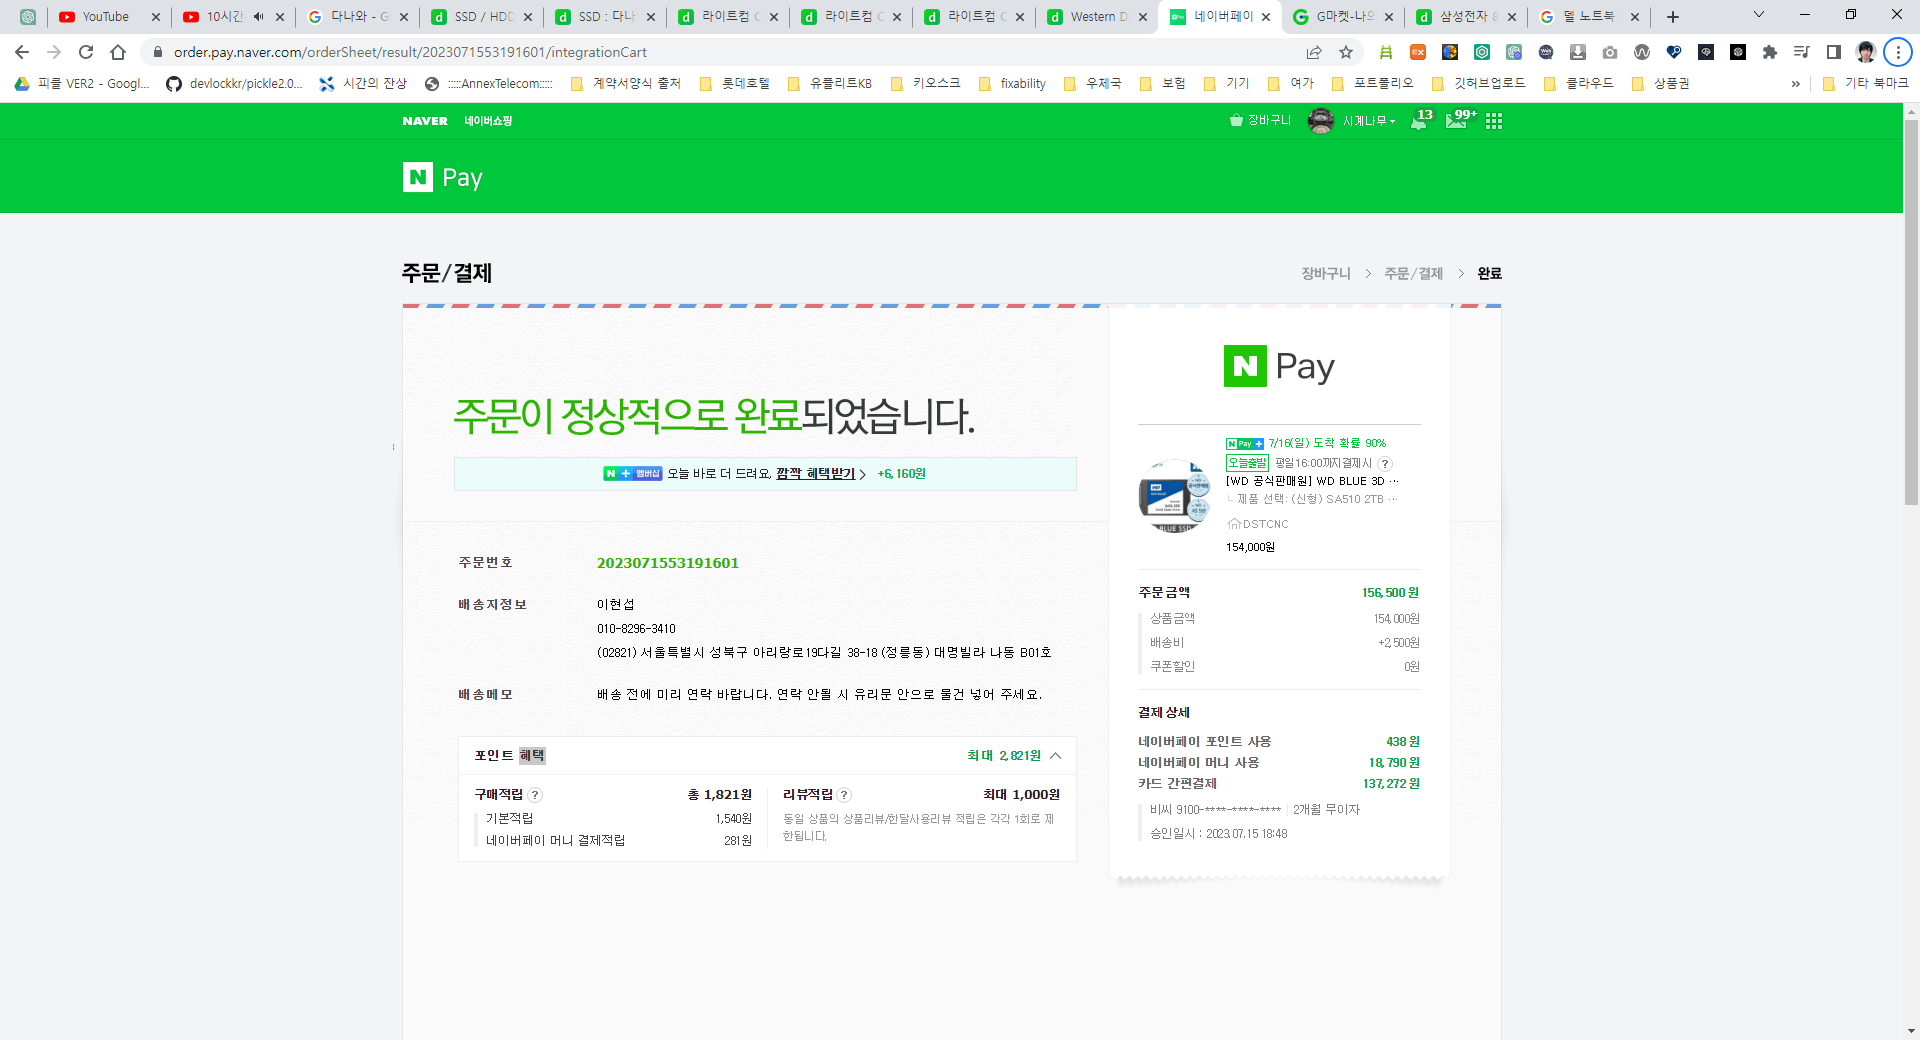 YouTube
10시간
다나와 - G
SSD / HDD
SSD : 다나
라이트컴 C
라이트컴 C
라이트컴 C
Western D
네이버페이
G마켓-나의
삼성전자 8
델 노트북
order.pay.naver.com/orderSheet/result/2023071553191601/integrationCart
피클 VER2 - Googl...
devlockkr/pickle2.0...
시간의 잔상
:::::AnnexTelecom:::::
계약서양식 출처
롯데호텔
유플리트KB
키오스크
fixability
우체국
보험
기기
여가
포트폴리오
깃허브업로드
클라우드
상품권
»
기타 북마크
NAVER 네이버쇼핑
장바구니
시계나무
13
99+
N Pay
주문/결제
장바구니 > 주문/결제 > 완료
주문이 정상적으로 완료되었습니다.
N + 멤버십 오늘 바로 더 드려요, 깜짝 혜택받기 > +6,160원
주문번호 2023071553191601
배송지정보 이현섭
010-8296-3410
(02821) 서울특별시 성북구 아리랑로19다길 38-18 (정릉동) 대명빌라 나동 B01호
배송메모 배송 전에 미리 연락 바랍니다. 연락 안될 시 유리문 안으로 물건 넣어 주세요.
포인트 혜택 최대 2,821원
구매적립 ? 총 1,821원
기본적립 1,540원
네이버페이 머니 결제적립 281원
리뷰적립 ? 최대 1,000원
동일 상품의 상품리뷰/한달사용리뷰 적립은 각각 1회로 제
한됩니다.
N Pay
N Pay + 7/16(일) 도착 확률 90%
오늘출발 평일16:00까지결제시 ?
[WD 공식판매원] WD BLUE 3D ···
└ 제품 선택: (신형) SA510 2TB ···
DSTCNC
154,000원
주문금액 156,500원
상품금액 154,000원
배송비 +2,500원
쿠폰할인 0원
결제상세
네이버페이 포인트 사용 438원
네이버페이 머니 사용 18,790원
카드 간편결제 137,272원
비씨 9100-****-****-**** 2개월 무이자
승인일시 : 2023.07.15 18:48